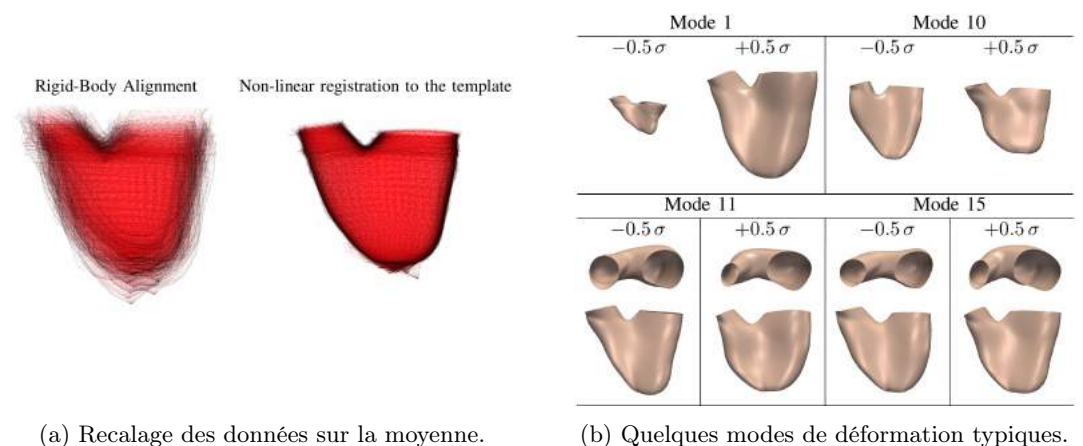 Rigid-Body Alignment
Non-linear registration to the template
(a) Recalage des données sur la moyenne.
Mode 1
Mode 10
−0.5 σ
+0.5 σ
−0.5 σ
+0.5 σ
Mode 11
Mode 15
−0.5 σ
+0.5 σ
−0.5 σ
+0.5 σ
(b) Quelques modes de déformation typiques.